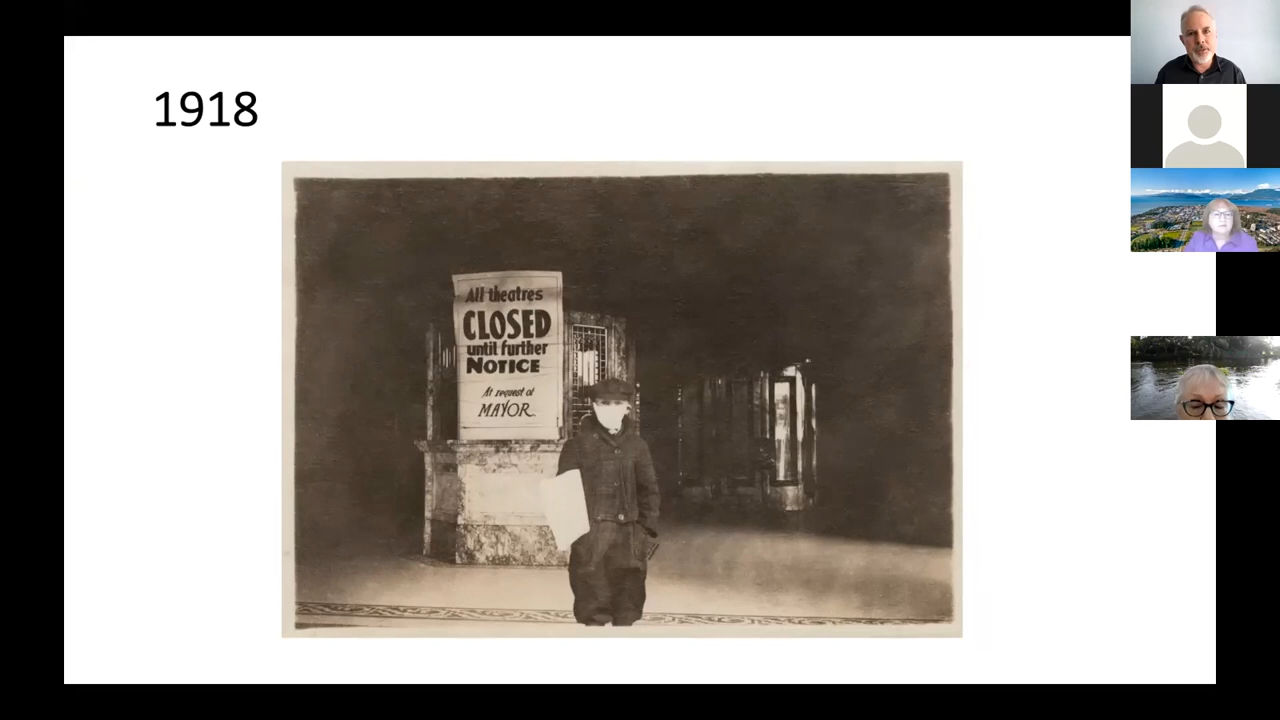 1918
All theatres
CLOSED
until further
NOTICE
At request of
MAYOR